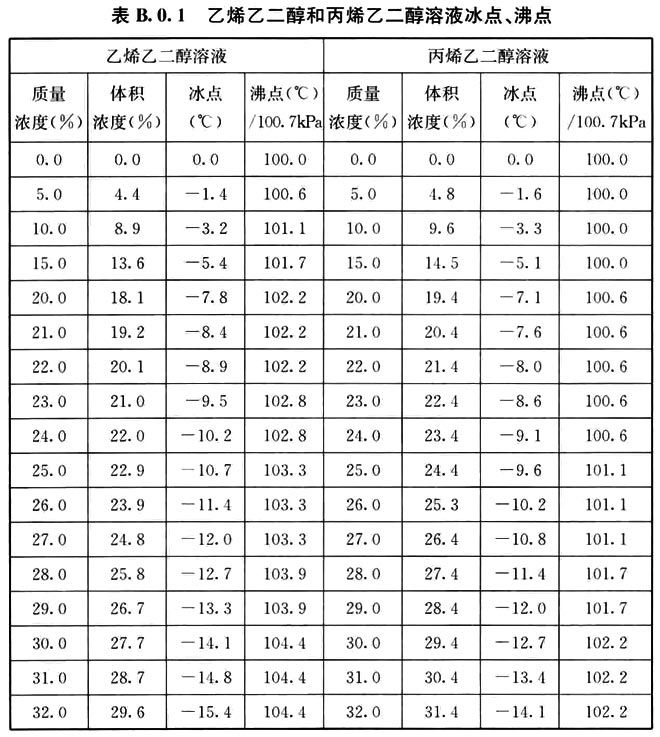 表 B.0.1 乙烯乙二醇和丙烯乙二醇溶液冰点、沸点
乙烯乙二醇溶液 丙烯乙二醇溶液
质量 体积 冰点 沸点(℃) 质量 体积 冰点 沸点(℃)
浓度(%) 浓度(%) (℃) /100.7kPa 浓度(%) 浓度(%) (℃) /100.7kPa
0.0 0.0 0.0 100.0 0.0 0.0 0.0 100.0
5.0 4.4 −1.4 100.6 5.0 4.8 −1.6 100.0
10.0 8.9 −3.2 101.1 10.0 9.6 −3.3 100.0
15.0 13.6 −5.4 101.7 15.0 14.5 −5.1 100.0
20.0 18.1 −7.8 102.2 20.0 19.4 −7.1 100.6
21.0 19.2 −8.4 102.2 21.0 20.4 −7.6 100.6
22.0 20.1 −8.9 102.2 22.0 21.4 −8.0 100.6
23.0 21.0 −9.5 102.8 23.0 22.4 −8.6 100.6
24.0 22.0 −10.2 102.8 24.0 23.4 −9.1 100.6
25.0 22.9 −10.7 103.3 25.0 24.4 −9.6 101.1
26.0 23.9 −11.4 103.3 26.0 25.3 −10.2 101.1
27.0 24.8 −12.0 103.3 27.0 26.4 −10.8 101.1
28.0 25.8 −12.7 103.9 28.0 27.4 −11.4 101.7
29.0 26.7 −13.3 103.9 29.0 28.4 −12.0 101.7
30.0 27.7 −14.1 104.4 30.0 29.4 −12.7 102.2
31.0 28.7 −14.8 104.4 31.0 30.4 −13.4 102.2
32.0 29.6 −15.4 104.4 32.0 31.4 −14.1 102.2